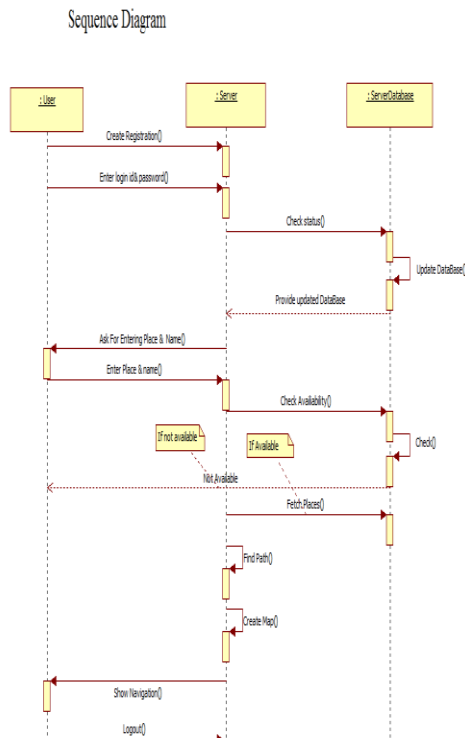 Sequence Diagram
: User
: Server
: ServerDatabase
Create Registration()
Enter login id& password()
Check status()
Update DataBase()
Provide updated DataBase
Ask For Entering Place & Name()
Enter Place &name()
Check Availability()
If not available
If Available
Check()
Not Available
Fetch Places()
Find Path()
Create Map()
Show Navigation()
Logout()